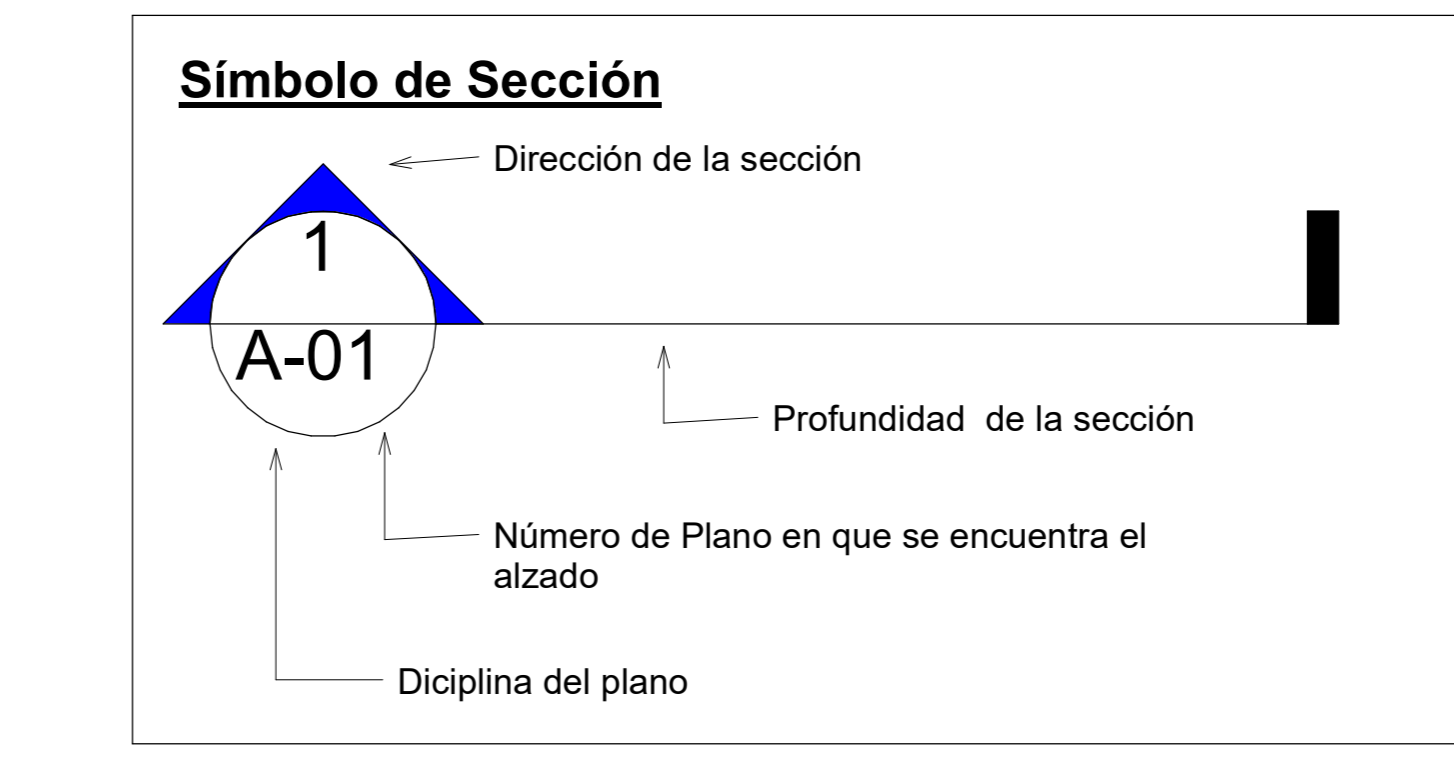 Símbolo de Sección
Dirección de la sección
1
A-01
Profundidad  de la sección
Número de Plano en que se encuentra el
alzado
Diciplina del plano